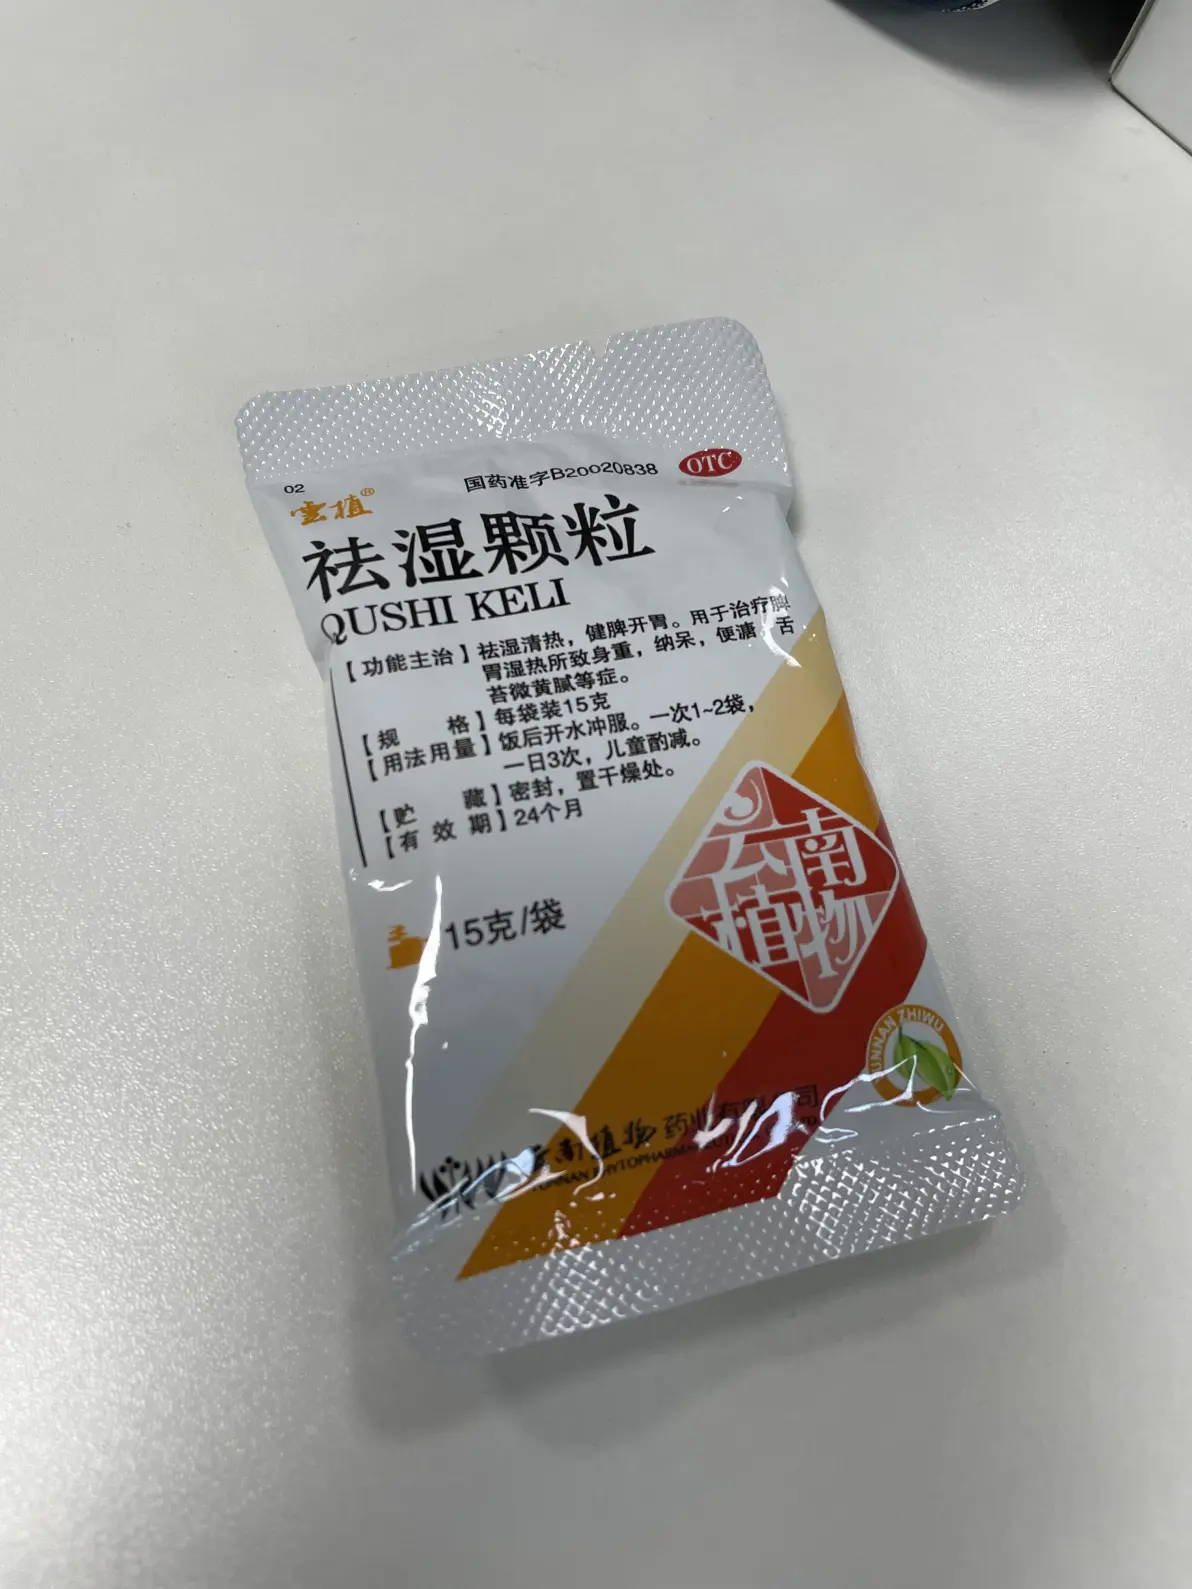 02
国药准字B20020838
OTC
雲植®
祛湿颗粒
QUSHI KELI
【功能主治】祛湿清热，健脾开胃。用于治疗脾
胃湿热所致身重，纳呆，便溏，舌
苔微黄腻等症。
【规 格】每袋装15克
【用法用量】饭后开水冲服。一次1~2袋，
一日3次，儿童酌减。
【贮 藏】密封，置干燥处。
【有 效 期】24个月
15克/袋
云南
植物
YUNNAN ZHIWU
云南植物药业有限公司
YUNNAN PHYTOPHARMACEUTICAL